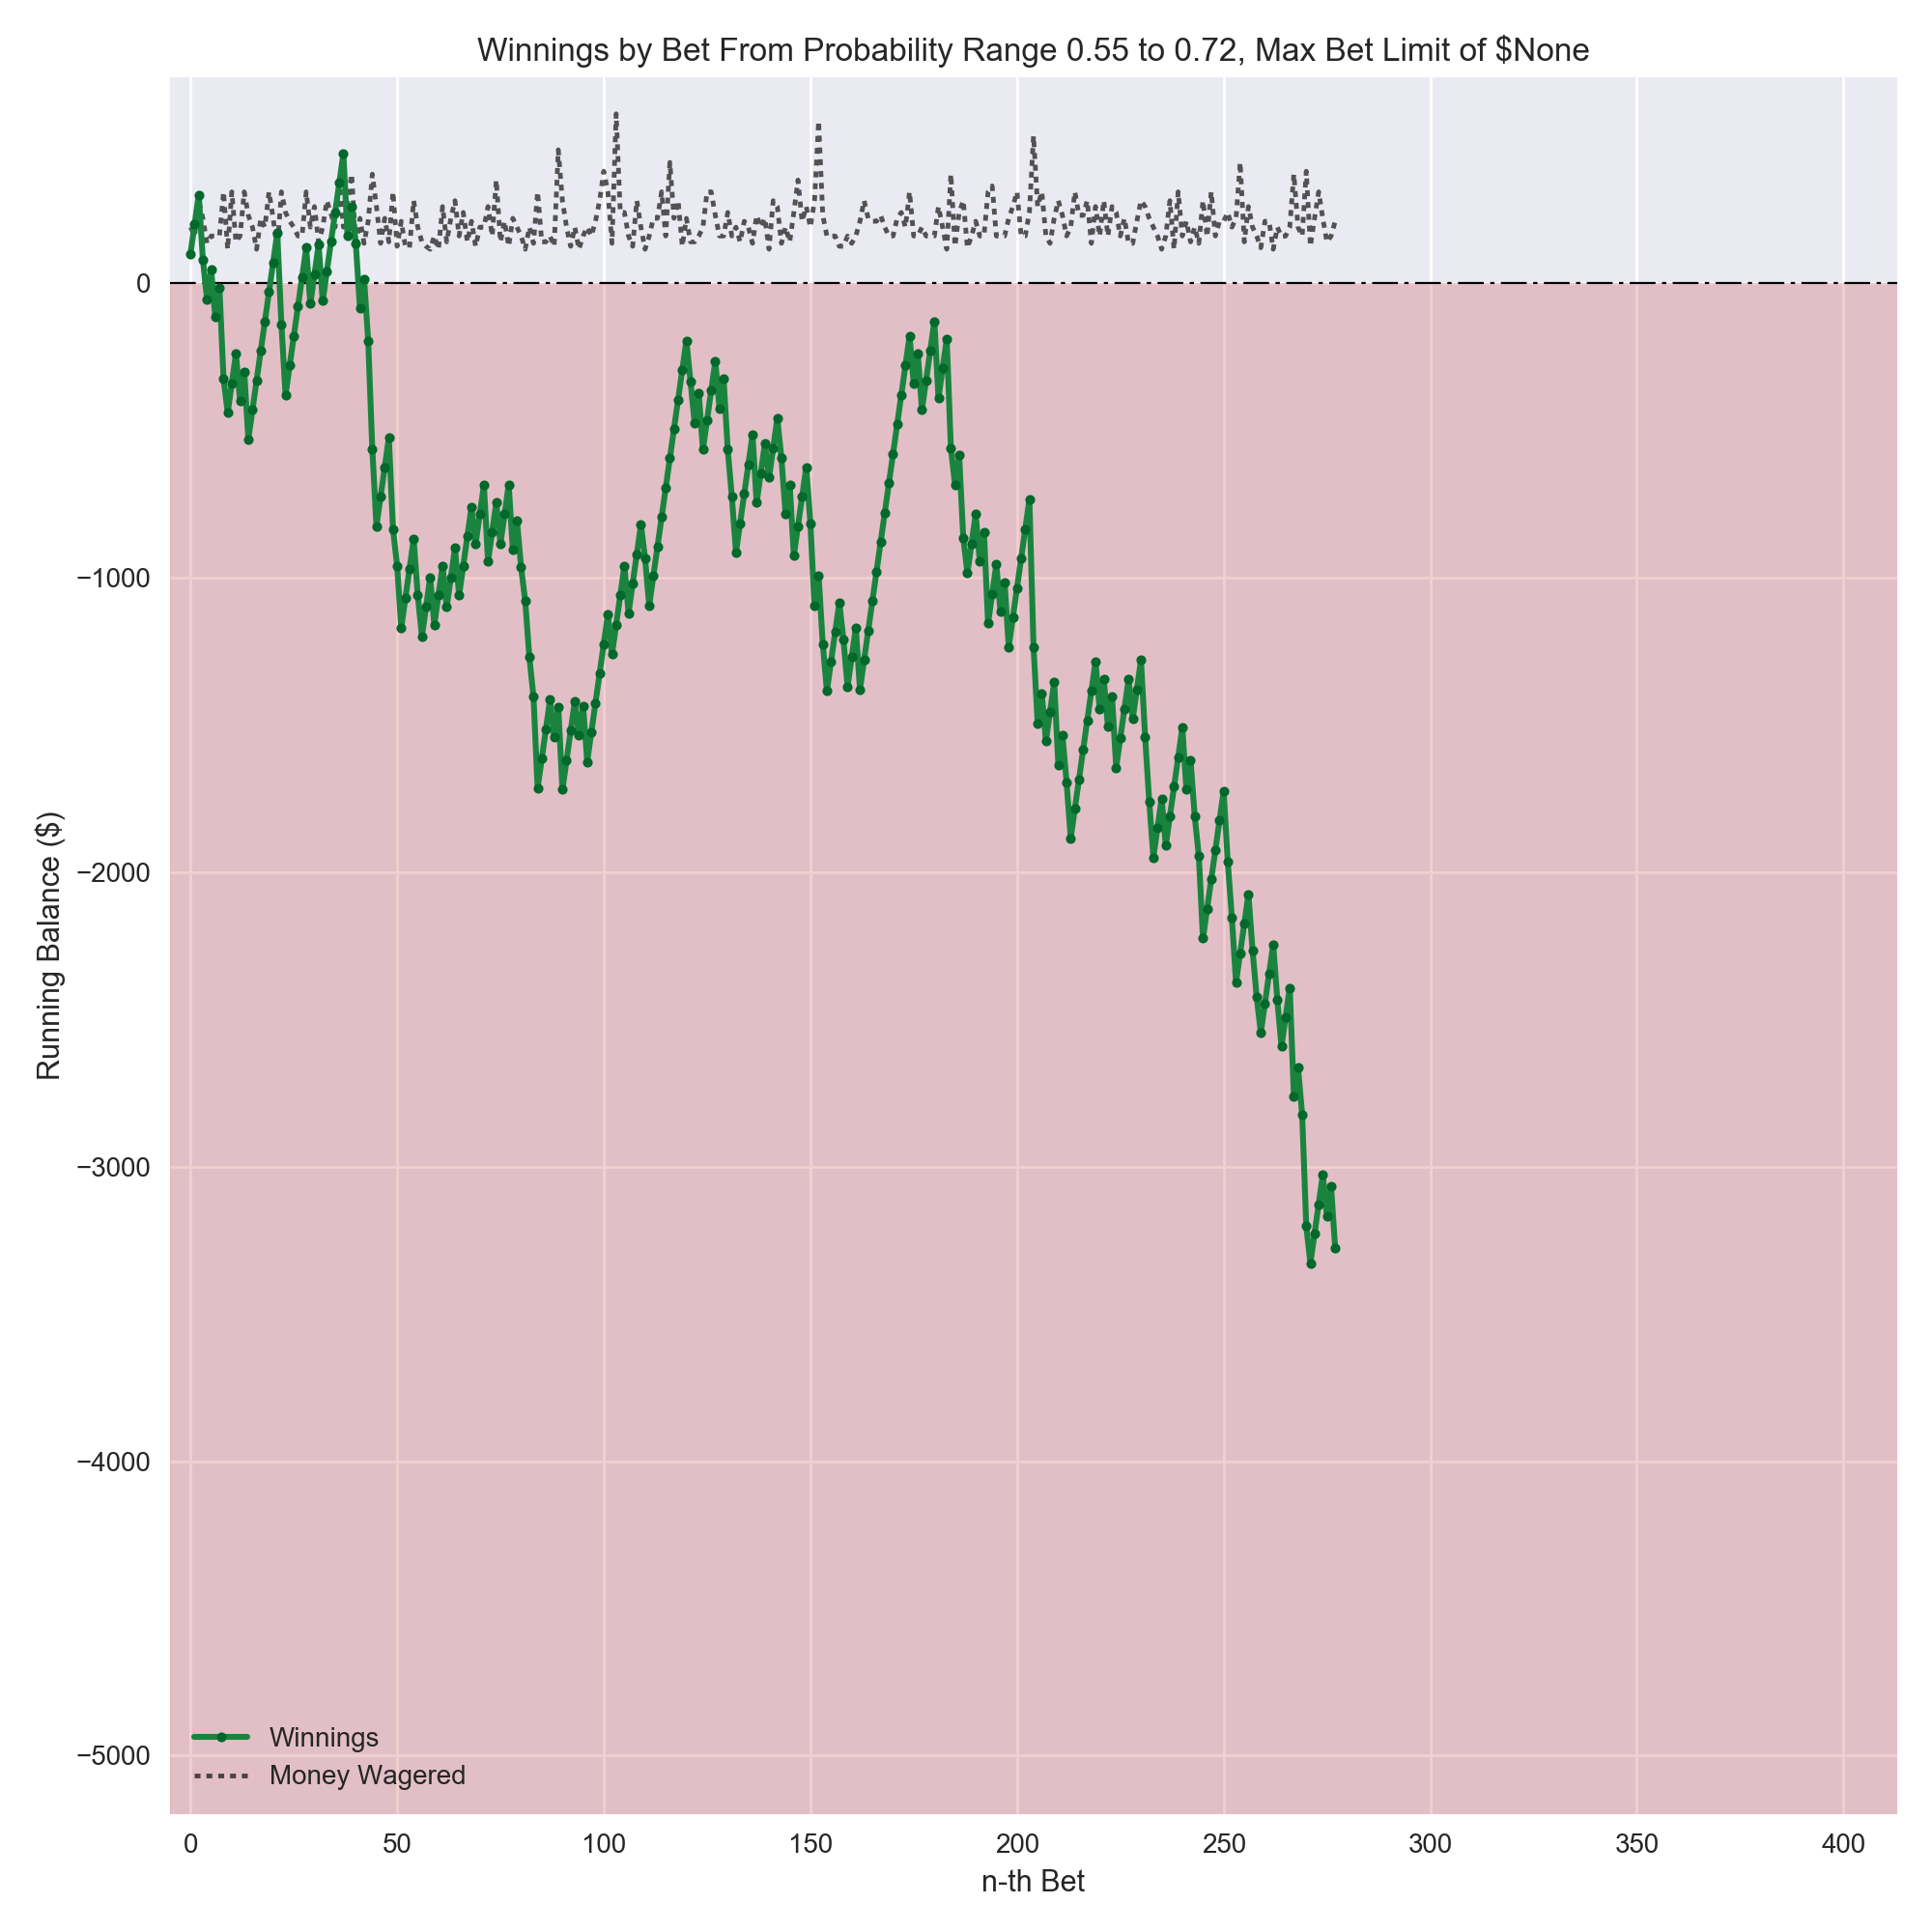 Winnings by Bet From Probability Range 0.55 to 0.72, Max Bet Limit of $None
Running Balance ($)
0
−1000
−2000
−3000
−4000
−5000
Winnings
Money Wagered
0 50 100 150 200 250 300 350 400
n-th Bet